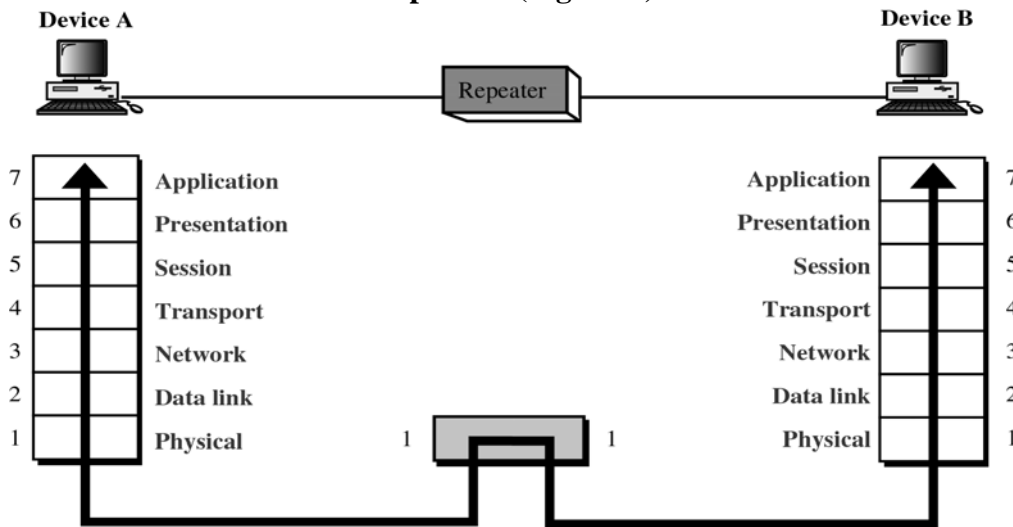 Device A
Device B
Repeater
7 Application
6 Presentation
5 Session
4 Transport
3 Network
2 Data link
1 Physical
1 1
Application 7
Presentation 6
Session 5
Transport 4
Network 3
Data link 2
Physical 1